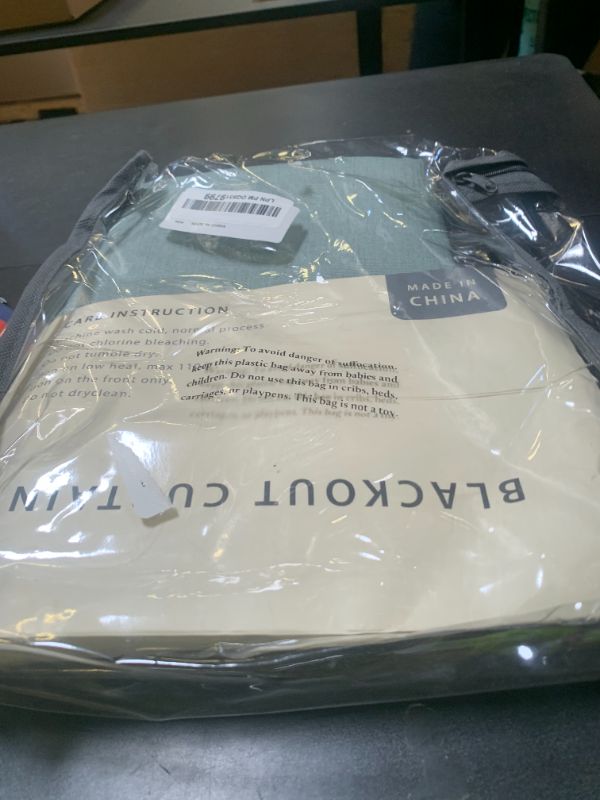 MADE IN
CHINA
CARE INSTRUCTION
wash cold, normal process
chlorine bleaching.
not tumble dry.
on low heat, max
on the front only
not dryclean.
Warning: To avoid danger of suffocation,
keep this plastic bag away from babies and
children. Do not use this bag in cribs, beds,
carriages, or playpens. This bag is not a toy.
BLACKOUT CURTAIN